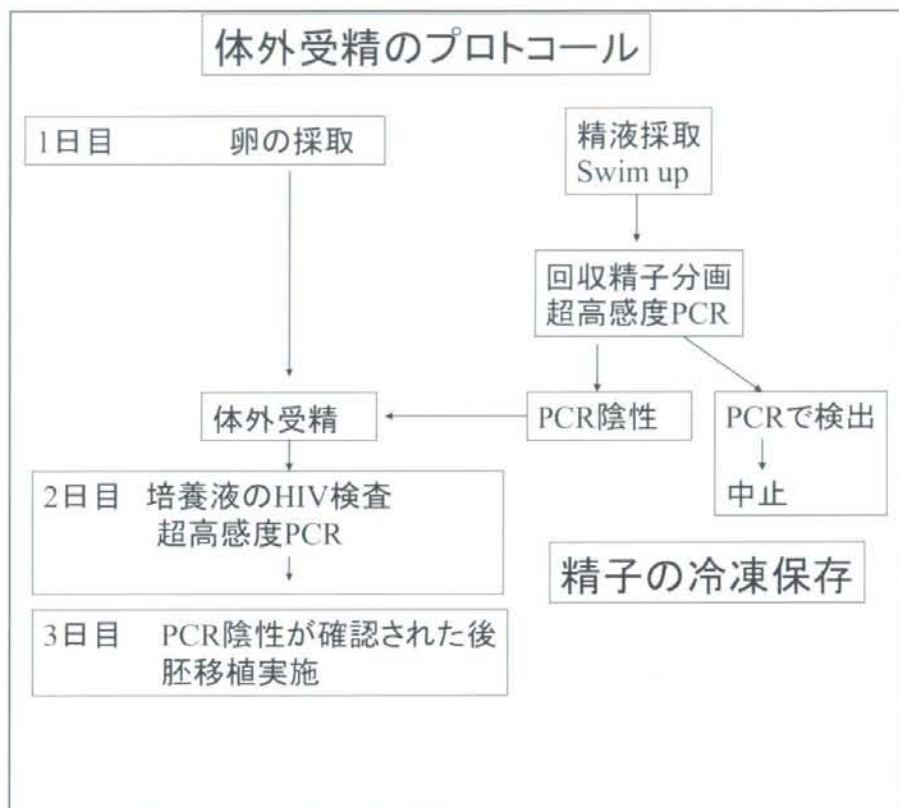 体外受精のプロトコール
1日目 卵の採取
精液採取
Swim up
回収精子分画
超高感度PCR
体外受精
PCR陰性
PCRで検出
中止
2日目 培養液のHIV検査
超高感度PCR
精子の冷凍保存
3日目 PCR陰性が確認された後
胚移植実施